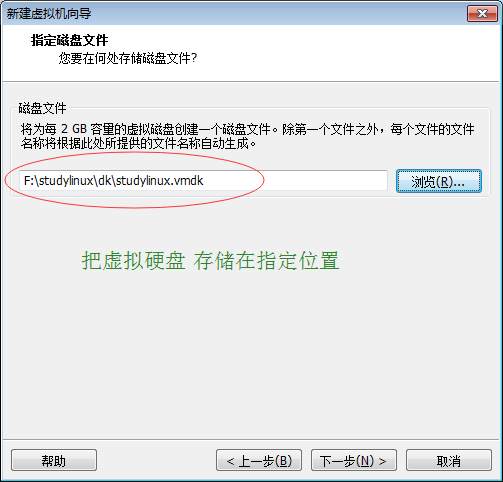 新建虚拟机向导
指定磁盘文件
您要在何处存储磁盘文件?
磁盘文件
将为每 2 GB 容量的虚拟磁盘创建一个磁盘文件。除第一个文件之外，每个文件的文件
名称将根据此处所提供的文件名称自动生成。
F:\studylinux\dk\studylinux.vmdk
浏览(R)...
把虚拟硬盘 存储在指定位置
帮助
< 上一步(B)
下一步(N) >
取消